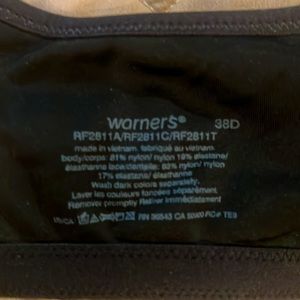 warner's® 38D
RF2811A/RF2811C/RF2811T
made in vietnam. fabriqué au vietnam
body/corps: 81% nylon/ nylon 19% elastane/
élasthanne lace/dentelle: 83% nylon/ nylon
17% elastane/ élasthanne
Wash dark colors separately.
Laver les couleurs foncées séparément
Remove promptly Retirer immédiatement
RN CA